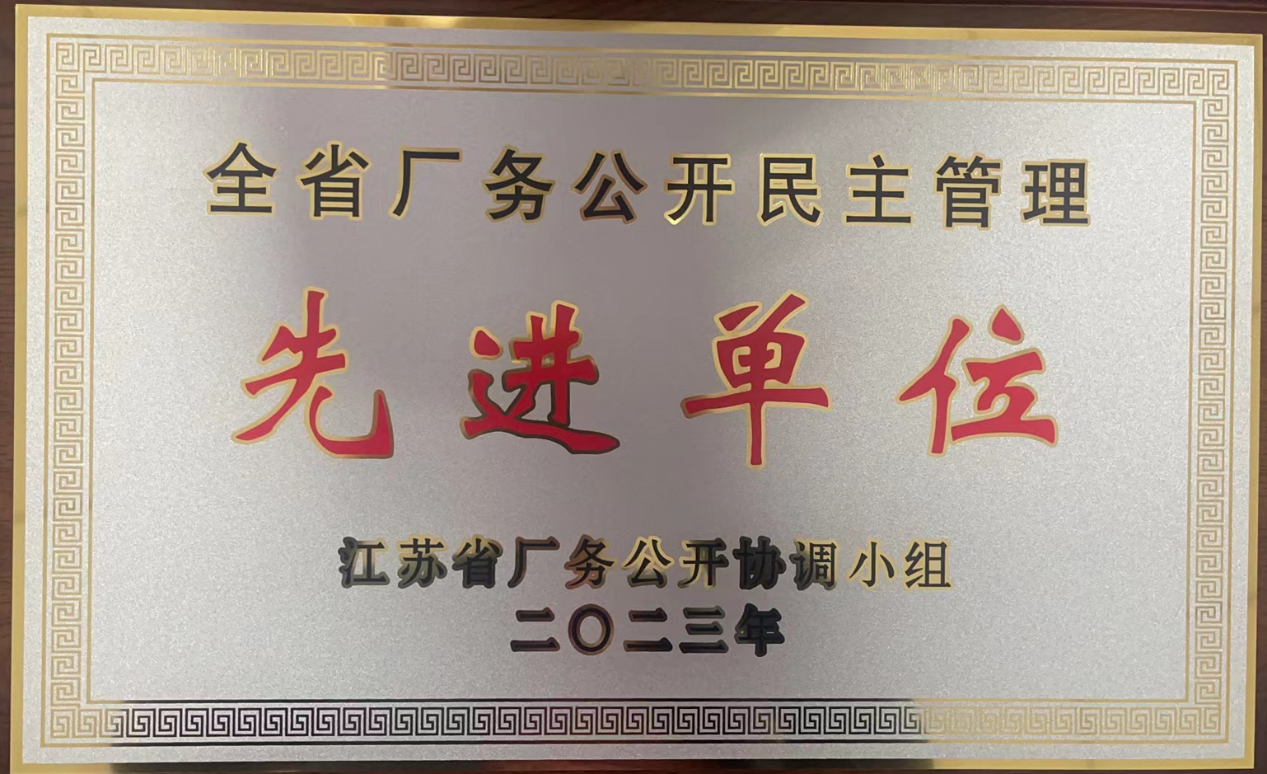 全省厂务公开民主管理
先进单位
江苏省厂务公开协调小组
二〇二三年